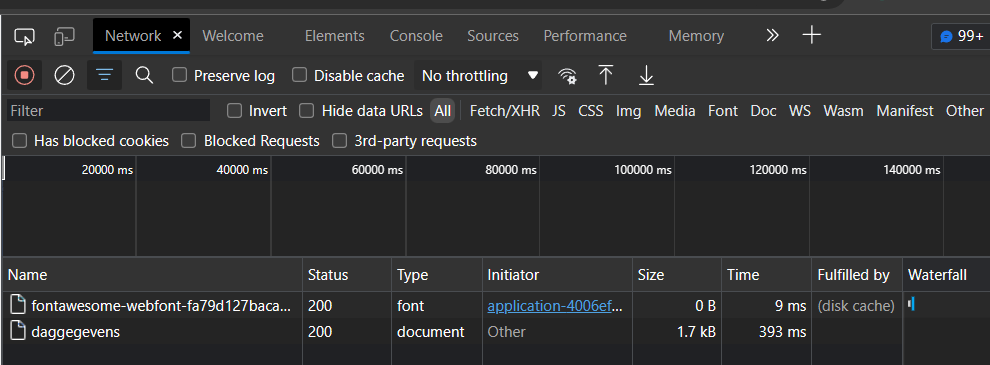 Network Welcome Elements Console Sources Performance Memory 99+
Preserve log Disable cache No throttling
Filter Invert Hide data URLs All Fetch/XHR JS CSS Img Media Font Doc WS Wasm Manifest Other
Has blocked cookies Blocked Requests 3rd-party requests
20000 ms 40000 ms 60000 ms 80000 ms 100000 ms 120000 ms 140000 ms
Name Status Type Initiator Size Time Fulfilled by Waterfall
fontawesome-webfont-fa79d127baca... 200 font application-4006ef... 0 B 9 ms (disk cache)
daggegevens 200 document Other 1.7 kB 393 ms